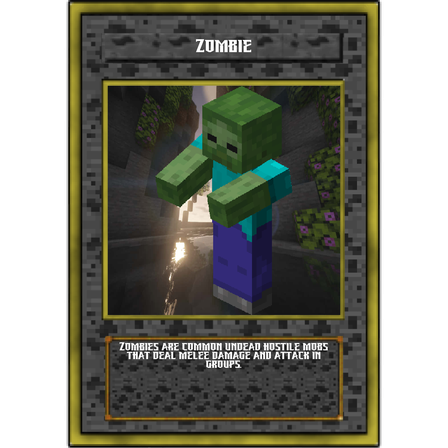 ZOMBIE
ZOMBIES ARE COMMON UNDEAD HOSTILE MOBS
THAT DEAL MELEE DAMAGE AND ATTACK IN
GROUPS.